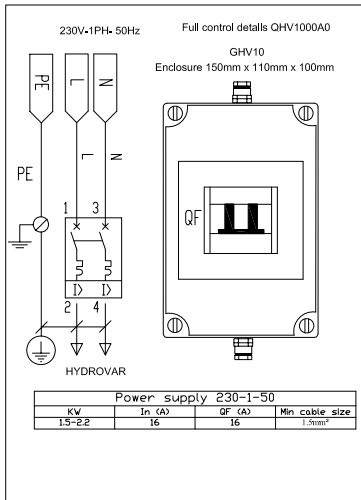 230V-1PH- 50Hz
Full control detalls QHV1000A0
GHV10
Enclosure 150mm x 110mm x 100mm
PE
L
N
L
N
PE
1 3
QF
I> I>
2 4
HYDROVAR
Power supply 230-1-50
KW In (A) QF (A) Min cable size
1.5-2.2 16 16 1.5mm²